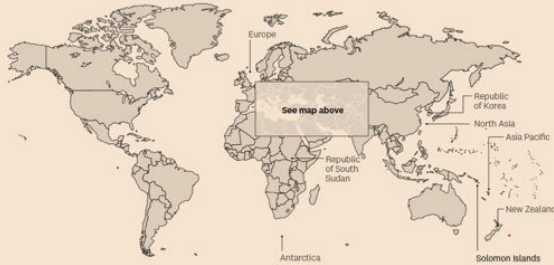 Europe
See map above
Republic
of Korea
North Asia
Asia Pacific
Republic
of South
Sudan
New Zealand
Antarctica
Solomon Islands